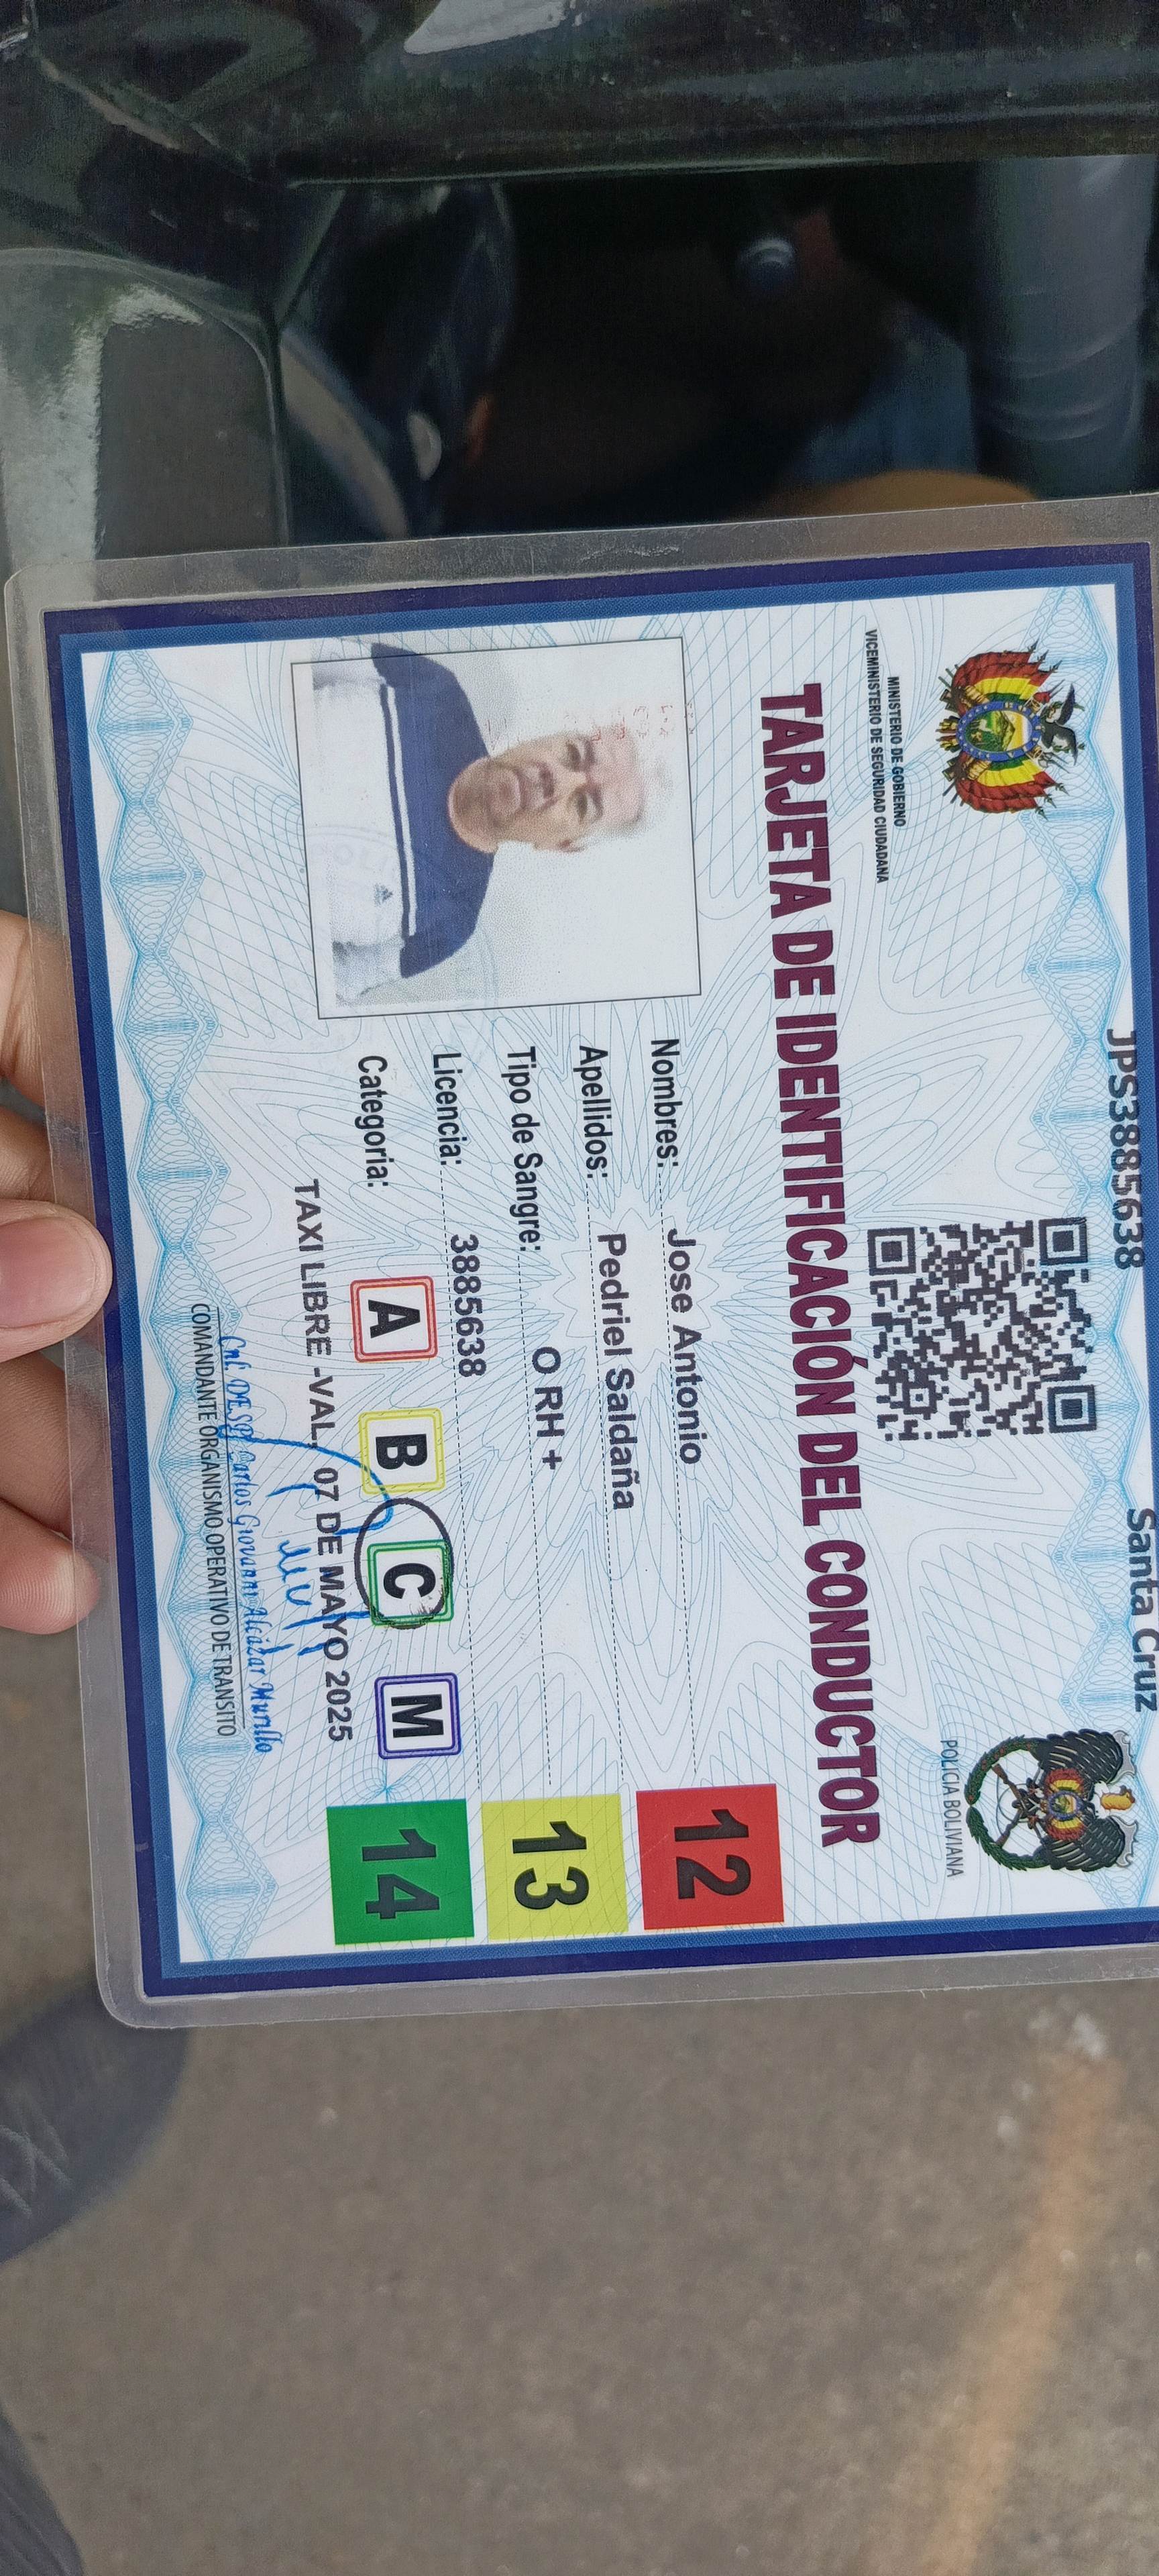 JPS3885638
Santa Cruz
MINISTERIO DE GOBIERNO
VICEMINISTERIO DE SEGURIDAD CIUDADANA
POLICIA BOLIVIANA
TARJETA DE IDENTIFICACIÓN DEL CONDUCTOR
Nombres: Jose Antonio
Apellidos: Pedriel Saldaña
Tipo de Sangre: O RH +
Licencia: 3885638
Categoria: A B C M
TAXI LIBRE -VAL, 07 DE MAYO 2025
12
13
14
Cnl. DESP. Carlos Giovanni Alcázar Murillo
COMANDANTE ORGANISMO OPERATIVO DE TRANSITO